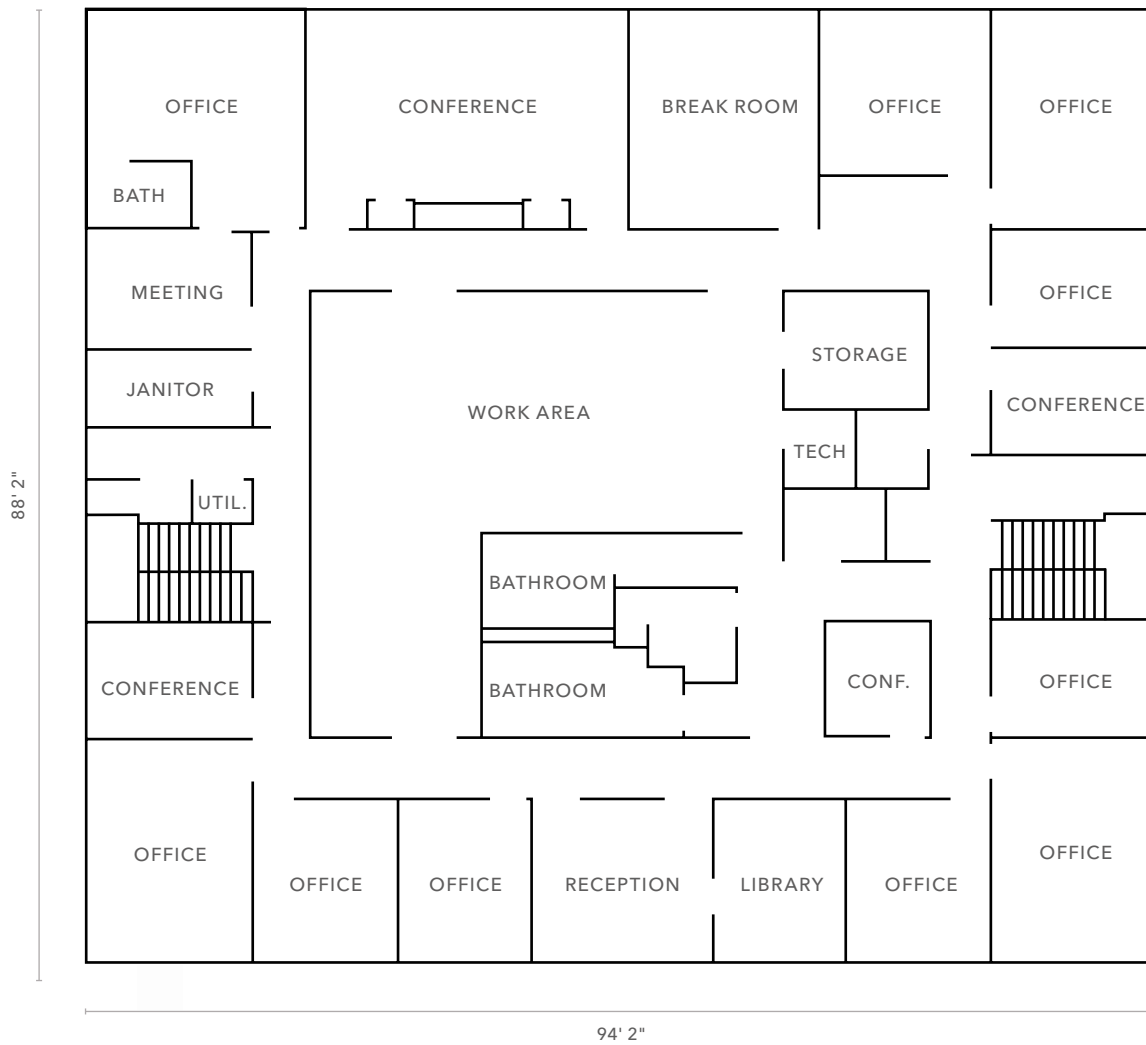 OFFICE
CONFERENCE
BREAK ROOM
OFFICE
OFFICE
BATH
MEETING
OFFICE
STORAGE
JANITOR
CONFERENCE
WORK AREA
TECH
UTIL.
88' 2"
BATHROOM
CONFERENCE
BATHROOM
CONF.
OFFICE
OFFICE
OFFICE
OFFICE
OFFICE
RECEPTION
LIBRARY
OFFICE
94' 2"